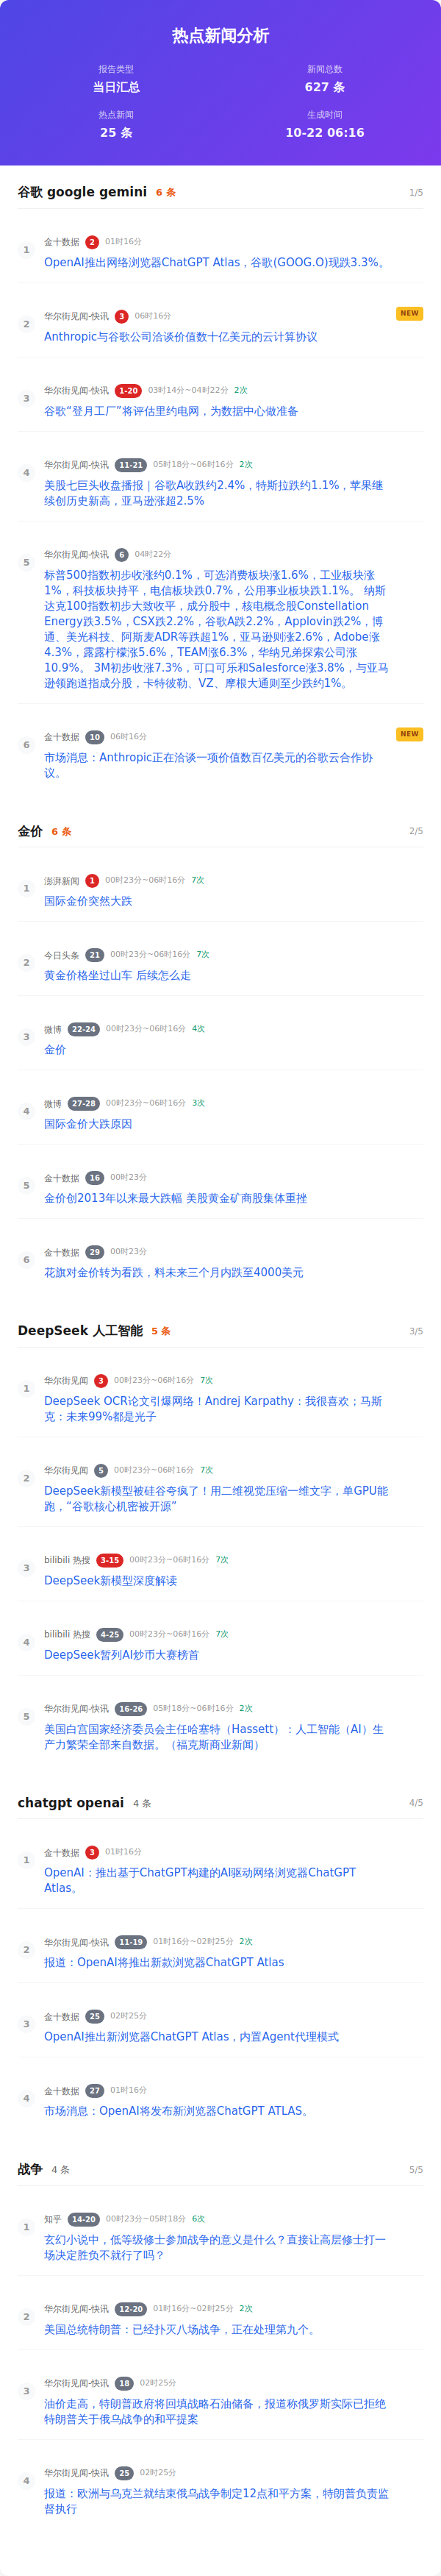 热点新闻分析
报告类型
新闻总数
当日汇总
627 条
热点新闻
生成时间
25 条
10-22 06:16
谷歌 google gemini 6 条 1/5
1
金十数据 2 01时16分
OpenAI推出网络浏览器ChatGPT Atlas，谷歌(GOOG.O)现跌3.3%。
2
华尔街见闻-快讯 3 06时16分 NEW
Anthropic与谷歌公司洽谈价值数十亿美元的云计算协议
3
华尔街见闻-快讯 1-20 03时14分~04时22分 2次
谷歌“登月工厂”将评估里约电网，为数据中心做准备
4
华尔街见闻-快讯 11-21 05时18分~06时16分 2次
美股七巨头收盘播报｜谷歌A收跌约2.4%，特斯拉跌约1.1%，苹果继
续创历史新高，亚马逊涨超2.5%
5
华尔街见闻-快讯 6 04时22分
标普500指数初步收涨约0.1%，可选消费板块涨1.6%，工业板块涨
1%，科技板块持平，电信板块跌0.7%，公用事业板块跌1.1%。 纳斯
达克100指数初步大致收平，成分股中，核电概念股Constellation
Energy跌3.5%，CSX跌2.2%，谷歌A跌2.2%，Applovin跌2%，博
通、美光科技、阿斯麦ADR等跌超1%，亚马逊则涨2.6%，Adobe涨
4.3%，露露柠檬涨5.6%，TEAM涨6.3%，华纳兄弟探索公司涨
10.9%。 3M初步收涨7.3%，可口可乐和Salesforce涨3.8%，与亚马
逊领跑道指成分股，卡特彼勒、VZ、摩根大通则至少跌约1%。
6
金十数据 10 06时16分 NEW
市场消息：Anthropic正在洽谈一项价值数百亿美元的谷歌云合作协
议。
金价 6 条 2/5
1
澎湃新闻 1 00时23分~06时16分 7次
国际金价突然大跌
2
今日头条 21 00时23分~06时16分 7次
黄金价格坐过山车 后续怎么走
3
微博 22-24 00时23分~06时16分 4次
金价
4
微博 27-28 00时23分~06时16分 3次
国际金价大跌原因
5
金十数据 16 00时23分
金价创2013年以来最大跌幅 美股黄金矿商股集体重挫
6
金十数据 29 00时23分
花旗对金价转为看跌，料未来三个月内跌至4000美元
DeepSeek 人工智能 5 条 3/5
1
华尔街见闻 3 00时23分~06时16分 7次
DeepSeek OCR论文引爆网络！Andrej Karpathy：我很喜欢；马斯
克：未来99%都是光子
2
华尔街见闻 5 00时23分~06时16分 7次
DeepSeek新模型被硅谷夸疯了！用二维视觉压缩一维文字，单GPU能
跑，“谷歌核心机密被开源”
3
bilibili 热搜 3-15 00时23分~06时16分 7次
DeepSeek新模型深度解读
4
bilibili 热搜 4-25 00时23分~06时16分 7次
DeepSeek暂列AI炒币大赛榜首
5
华尔街见闻-快讯 16-26 05时18分~06时16分 2次
美国白宫国家经济委员会主任哈塞特（Hassett）：人工智能（AI）生
产力繁荣全部来自数据。（福克斯商业新闻）
chatgpt openai 4 条 4/5
1
金十数据 3 01时16分
OpenAI：推出基于ChatGPT构建的AI驱动网络浏览器ChatGPT
Atlas。
2
华尔街见闻-快讯 11-19 01时16分~02时25分 2次
报道：OpenAI将推出新款浏览器ChatGPT Atlas
3
金十数据 25 02时25分
OpenAI推出新浏览器ChatGPT Atlas，内置Agent代理模式
4
金十数据 27 01时16分
市场消息：OpenAI将发布新浏览器ChatGPT ATLAS。
战争 4 条 5/5
1
知乎 14-20 00时23分~05时18分 6次
玄幻小说中，低等级修士参加战争的意义是什么？直接让高层修士打一
场决定胜负不就行了吗？
2
华尔街见闻-快讯 12-20 01时16分~02时25分 2次
美国总统特朗普：已经扑灭八场战争，正在处理第九个。
3
华尔街见闻-快讯 18 02时25分
油价走高，特朗普政府将回填战略石油储备，报道称俄罗斯实际已拒绝
特朗普关于俄乌战争的和平提案
4
华尔街见闻-快讯 25 02时25分
报道：欧洲与乌克兰就结束俄乌战争制定12点和平方案，特朗普负责监
督执行